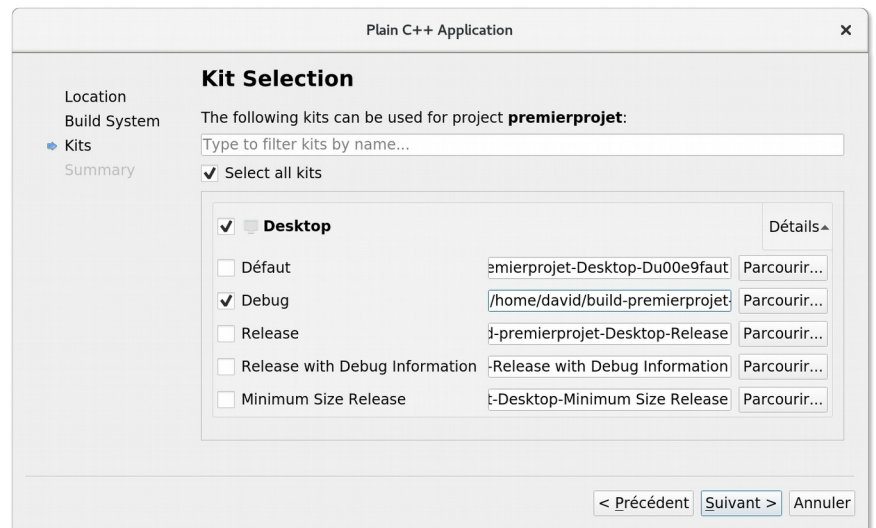 Plain C++ Application
Location
Build System
Kits
Summary
Kit Selection
The following kits can be used for project premierprojet:
Type to filter kits by name...
Select all kits
Desktop
Détails
Défaut
emierprojet-Desktop-Du00e9faut
Parcourir...
Debug
/home/david/build-premierprojet-
Parcourir...
Release
d-premierprojet-Desktop-Release
Parcourir...
Release with Debug Information
-Release with Debug Information
Parcourir...
Minimum Size Release
t-Desktop-Minimum Size Release
Parcourir...
< Précédent
Suivant >
Annuler